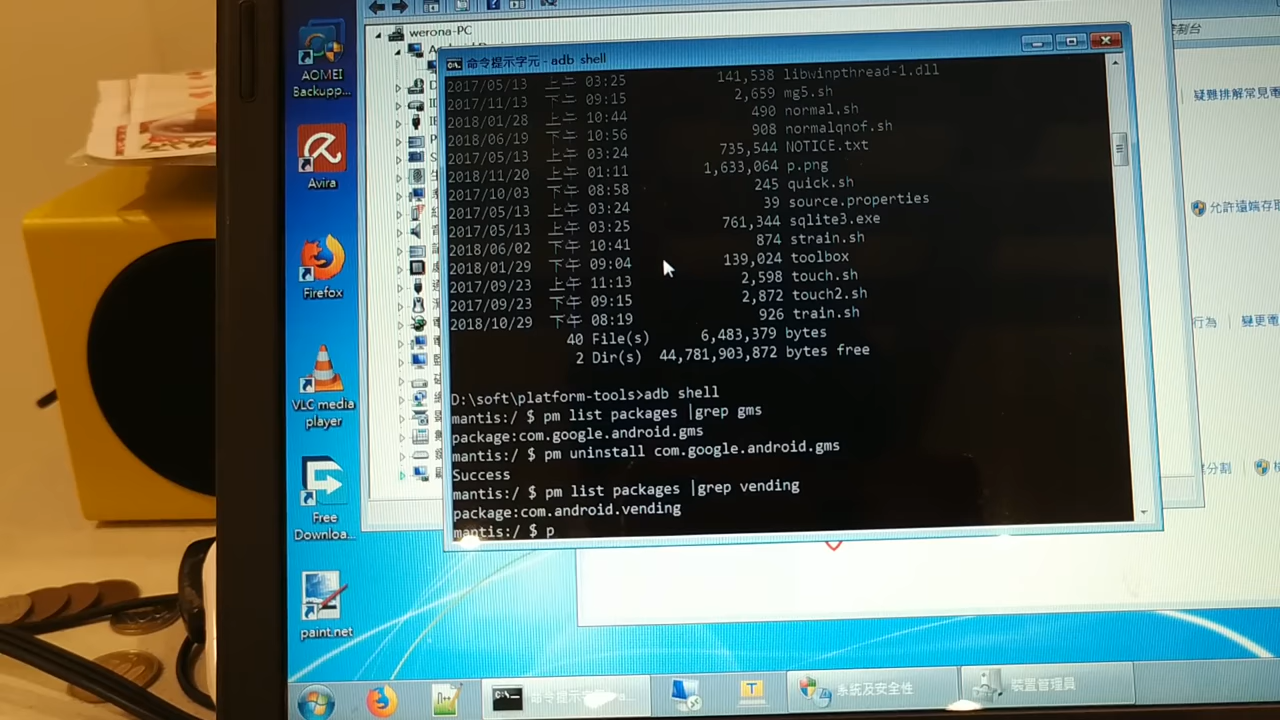 werona-PC
AOMEI
Backupp...
Avira
Firefox
VLC media
player
Free
Downloa...
paint.net
命令提示字元 - adb shell
2017/05/13 上午 03:25 141,538 libwinpthread-1.dll
2017/11/13 下午 09:15 2,659 mg5.sh
2018/01/28 上午 10:44 490 normal.sh
2018/06/19 下午 10:56 908 normalqnof.sh
2017/05/13 上午 03:24 735,544 NOTICE.txt
2018/11/20 上午 01:11 1,633,064 p.png
2017/10/03 下午 08:58 245 quick.sh
2017/05/13 上午 03:24 39 source.properties
2017/05/13 上午 03:25 761,344 sqlite3.exe
2018/06/02 下午 10:41 874 strain.sh
2018/01/29 下午 09:04 139,024 toolbox
2017/09/23 上午 11:13 2,598 touch.sh
2017/09/23 下午 09:15 2,872 touch2.sh
2018/10/29 下午 08:19 926 train.sh
40 File(s) 6,483,379 bytes
2 Dir(s) 44,781,903,872 bytes free
D:\soft\platform-tools>adb shell
mantis:/ $ pm list packages |grep gms
package:com.google.android.gms
mantis:/ $ pm uninstall com.google.android.gms
Success
mantis:/ $ pm list packages |grep vending
package:com.android.vending
mantis:/ $ p
制台
疑難排解常見電
允許遠端存取
行為
變更電
分割
系統及安全性
裝置管理員